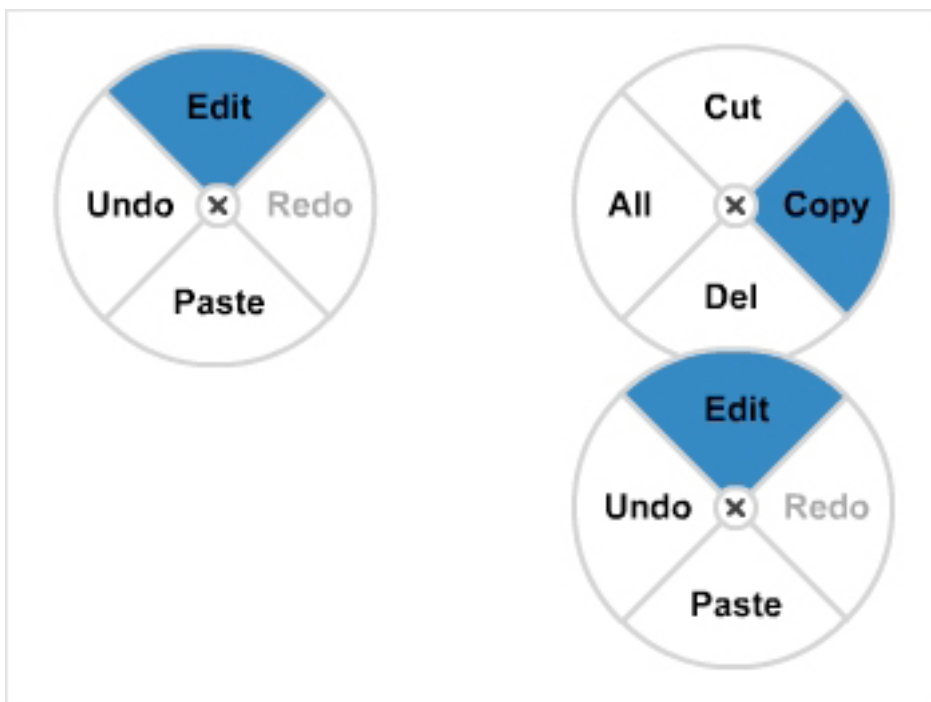 Edit
Undo × Redo
Paste
Cut
All × Copy
Del
Edit
Undo × Redo
Paste